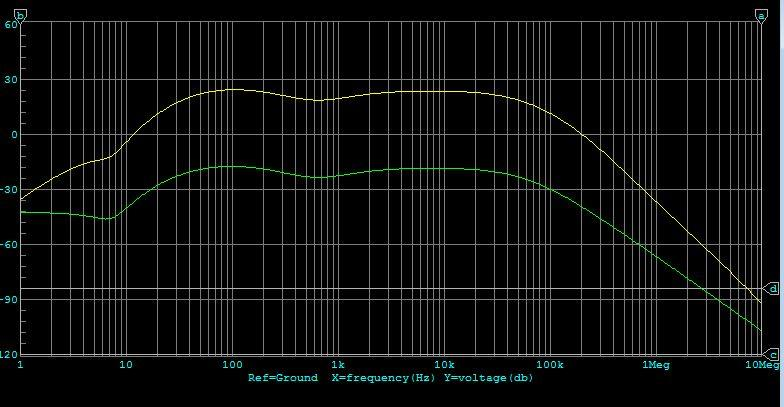 b a
60
30
0
-30
-60
d
-90
120 c
1 10 100 1k 10k 100k 1Meg 10Meg
Ref=Ground X=frequency(Hz) Y=voltage(db)